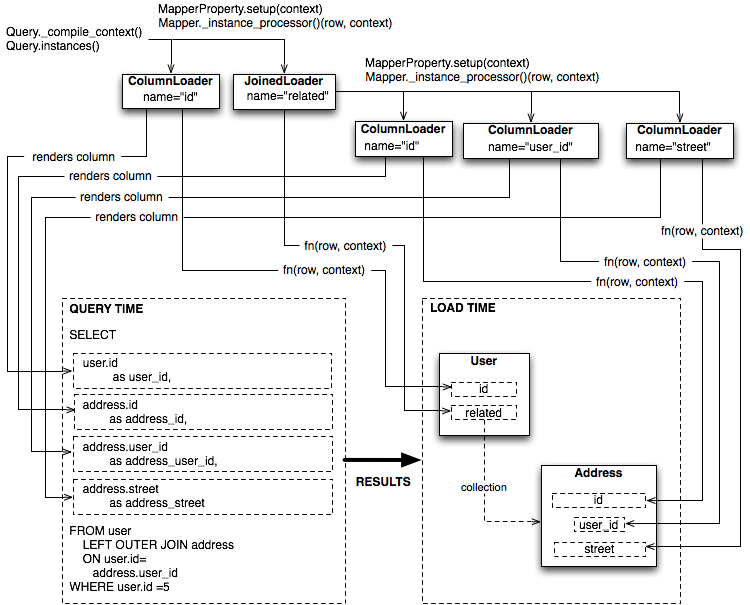 MapperProperty.setup(context)
Mapper._instance_processor()(row, context)
Query._compile_context()
Query.instances()
MapperProperty.setup(context)
Mapper._instance_processor()(row, context)
ColumnLoader
name="id"
JoinedLoader
name="related"
ColumnLoader
name="id"
ColumnLoader
name="user_id"
ColumnLoader
name="street"
renders column
renders column
renders column
renders column
fn(row, context)
fn(row, context)
fn(row, context)
fn(row, context)
fn(row, context)
QUERY TIME
SELECT
user.id
as user_id,
address.id
as address_id,
address.user_id
as address_user_id,
address.street
as address_street
FROM user
LEFT OUTER JOIN address
ON user.id=
address.user_id
WHERE user.id =5
RESULTS
LOAD TIME
User
id
related
collection
Address
id
user_id
street